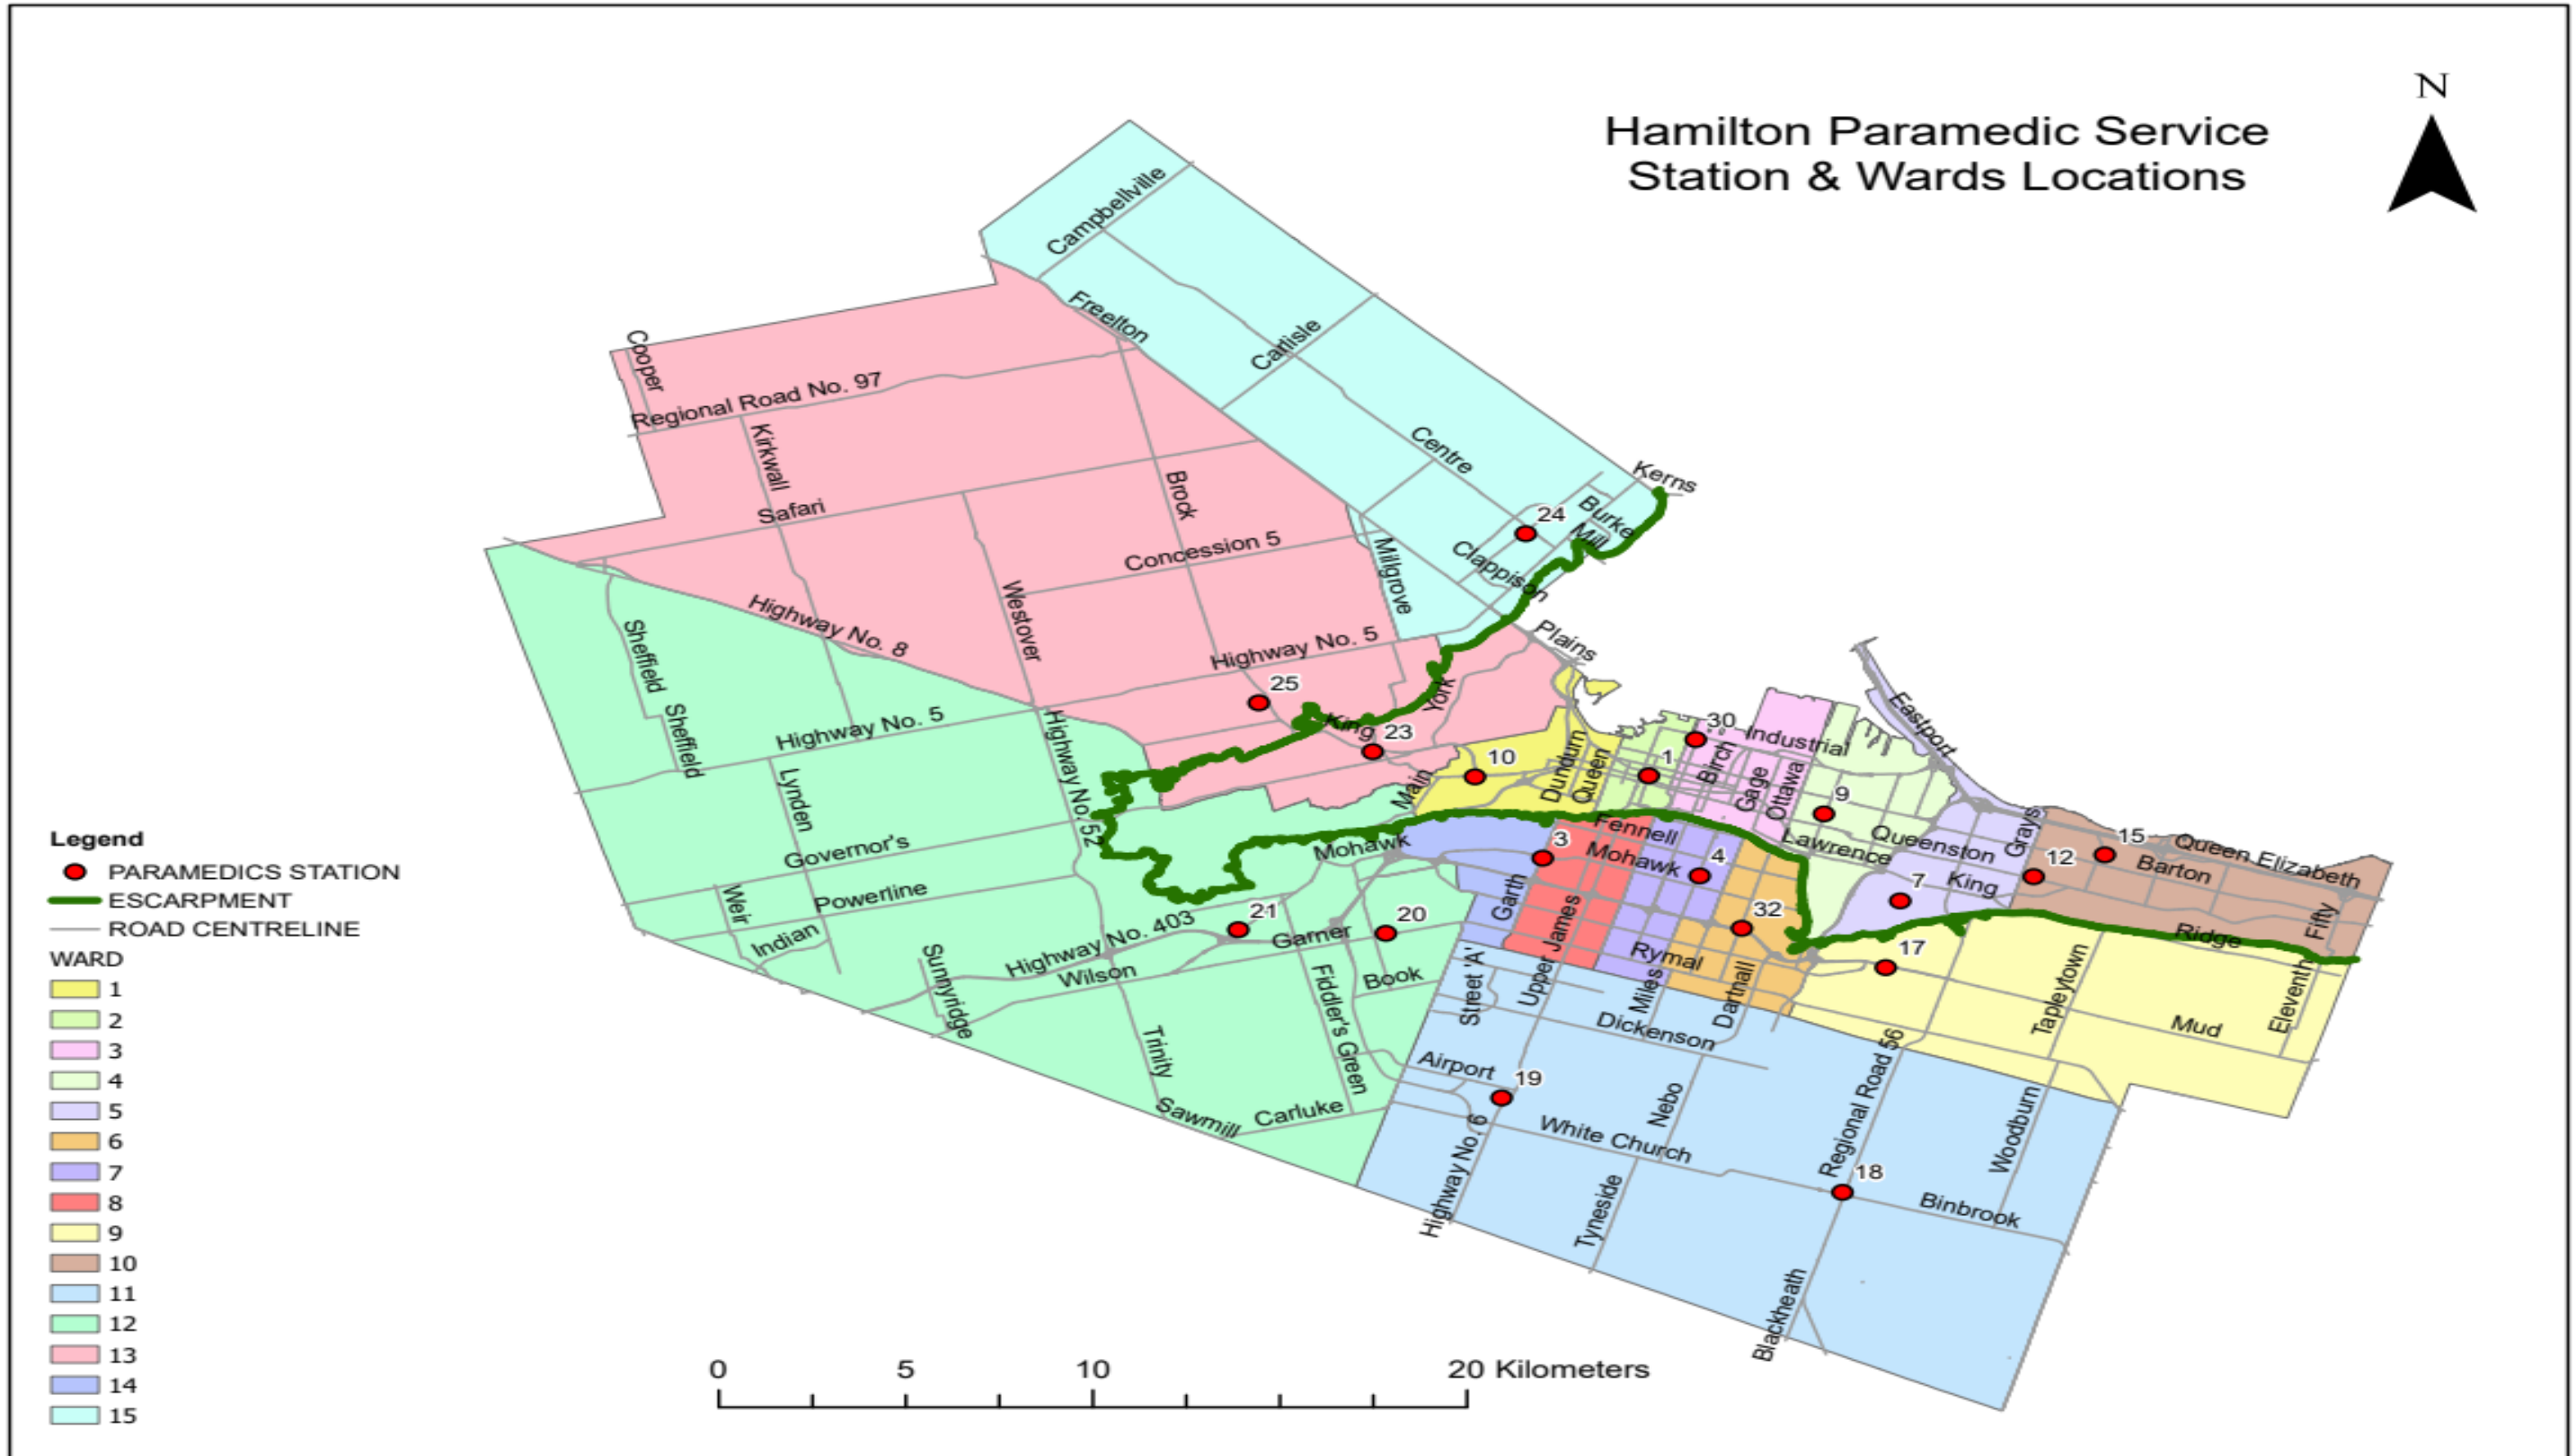 N
Hamilton Paramedic Service
Station & Wards Locations
Campbellville
Freelton
Cooper
Carlisle
Regional Road No. 97
Kirkwall
Centre
Kerns
Brock
Safari
24
Burke
Mill
Concession 5
Clappison
Millgrove
Westover
Highway No. 8
Sheffield
Highway No. 5
Plains
25
York
Eastport
Sheffield
Highway No. 5
Highway No. 52
King
23
30
Industrial
Birch
Dundurn
Queen
10
1
Gage
Ottawa
Main
Lynden
9
Grays
Queenston
Lawrence
Fennell
3
Mohawk
4
Mohawk
15
Queen Elizabeth
12
Barton
Governor's
7
King
Powerline
Weir
Garth
Indian
21
20
32
Fifty
Highway No. 403
Garner
James
Ridge
17
Rymal
Wilson
Sunnyridge
Book
Fiddler's Green
Street 'A'
Upper
Miles
Dartnall
Tapleytown
Eleventh
Mud
Dickenson
Trinity
Airport
19
Regional Road 56
Nebo
Woodburn
Sawmill
Carluke
White Church
Highway No. 6
18
Binbrook
Tyneside
Blackheath
Legend
PARAMEDICS STATION
ESCARPMENT
ROAD CENTRELINE
WARD
1
2
3
4
5
6
7
8
9
10
11
12
13
14
15
0 5 10 20 Kilometers